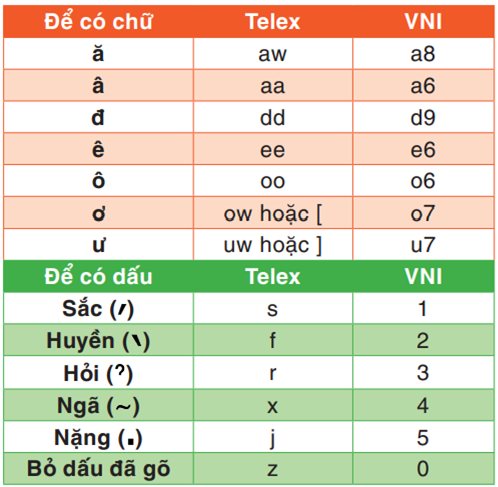 Để có chữ Telex VNI
ă aw a8
â aa a6
đ dd d9
ê ee e6
ô oo o6
ơ ow hoặc [ o7
ư uw hoặc ] u7
Để có dấu Telex VNI
Sắc (ˊ) s 1
Huyền (ˋ) f 2
Hỏi (?) r 3
Ngã (~) x 4
Nặng (.) j 5
Bỏ dấu đã gõ z 0